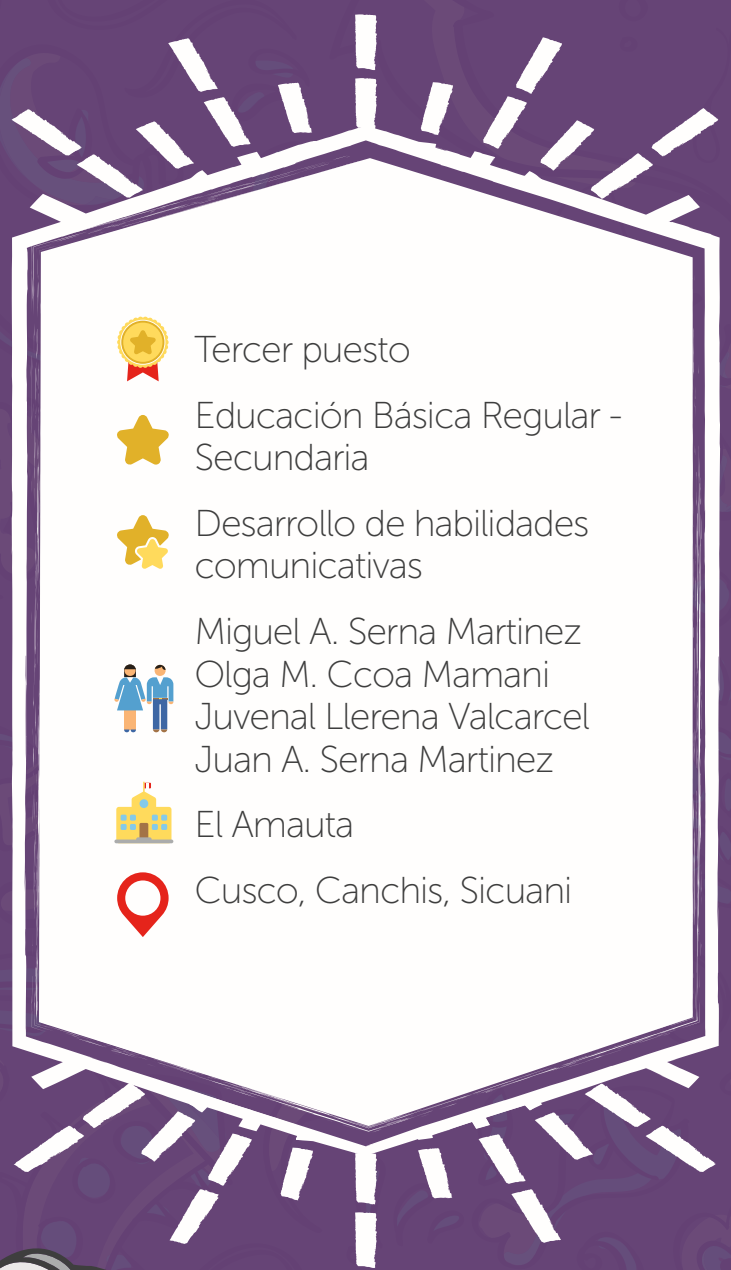 Tercer puesto
Educación Básica Regular -
Secundaria
Desarrollo de habilidades
comunicativas
Miguel A. Serna Martinez
Olga M. Ccoa Mamani
Juvenal Llerena Valcarcel
Juan A. Serna Martinez
El Amauta
Cusco, Canchis, Sicuani